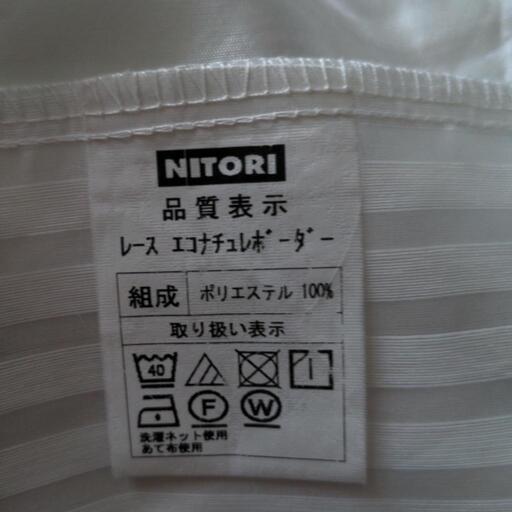 NITORI
品質表示
レース エコナチュレボーダー
組成 ポリエステル 100%
取り扱い表示
40
F W
洗濯ネット使用
あて布使用